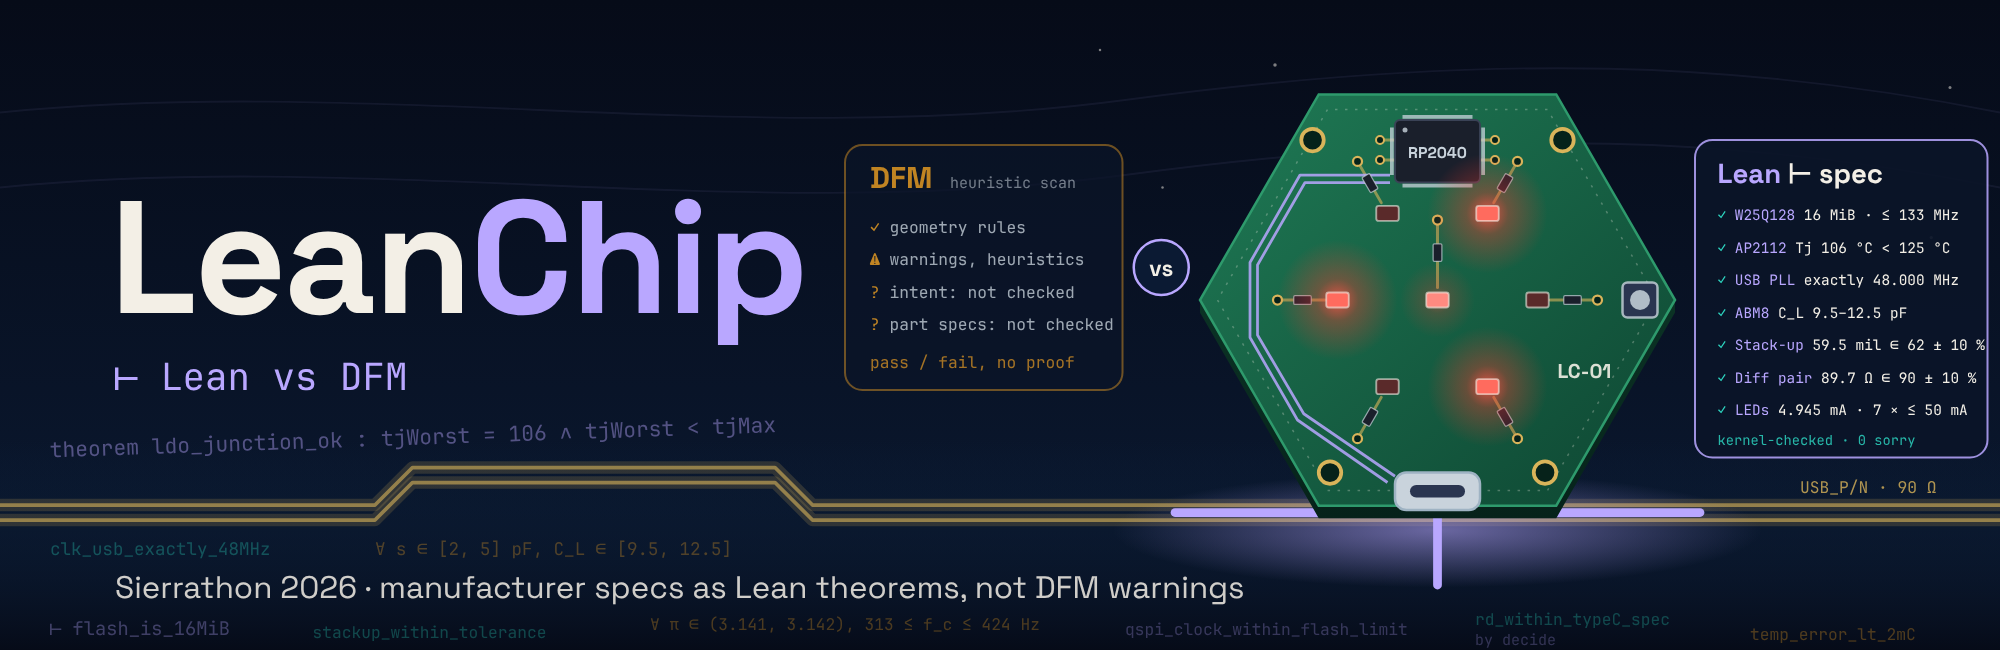 LeanChip
⊢ Lean vs DFM
theorem ldo_junction_ok : tjWorst = 106 ∧ tjWorst < tjMax
DFM heuristic scan
✓ geometry rules
⚠ warnings, heuristics
? intent: not checked
? part specs: not checked
pass / fail, no proof
vs
RP2040
LC-01
Lean ⊢ spec
✓ W25Q128 16 MiB · ≤ 133 MHz
✓ AP2112 Tj 106 °C < 125 °C
✓ USB PLL exactly 48.000 MHz
✓ ABM8 C_L 9.5–12.5 pF
✓ Stack-up 59.5 mil ∈ 62 ± 10 %
✓ Diff pair 89.7 Ω ∈ 90 ± 10 %
✓ LEDs 4.945 mA · 7 × ≤ 50 mA
kernel-checked · 0 sorry
USB_P/N · 90 Ω
clk_usb_exactly_48MHz
∀ s ∈ [2, 5] pF, C_L ∈ [9.5, 12.5]
Sierrathon 2026 · manufacturer specs as Lean theorems, not DFM warnings
⊢ flash_is_16MiB
stackup_within_tolerance
∀ π ∈ (3.141, 3.142), 313 ≤ f_c ≤ 424 Hz
qspi_clock_within_flash_limit
rd_within_typeC_spec
by decide
temp_error_lt_2mC